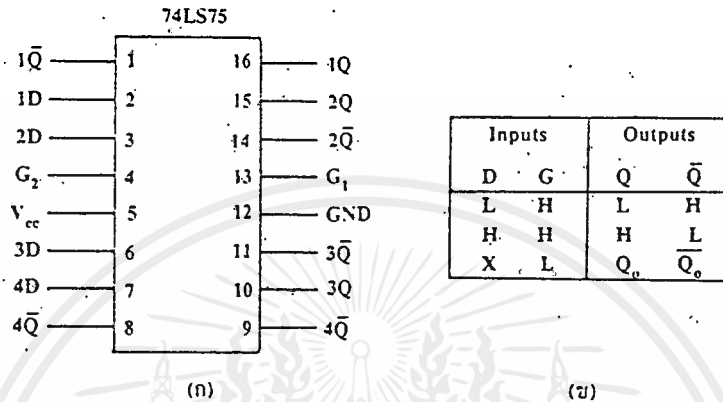 74LS75
1Q̅ 1 16 1Q
1D 2 15 2Q
2D 3 14 2Q̅
G₂ 4 13 G₁
Vcc 5 12 GND
3D 6 11 3Q̅
4D 7 10 3Q
4Q̅ 8 9 4Q̅
Inputs Outputs
D G Q Q̅
L H L H
H H H L
X L Q₀ Q̅₀
(ก) (ข)